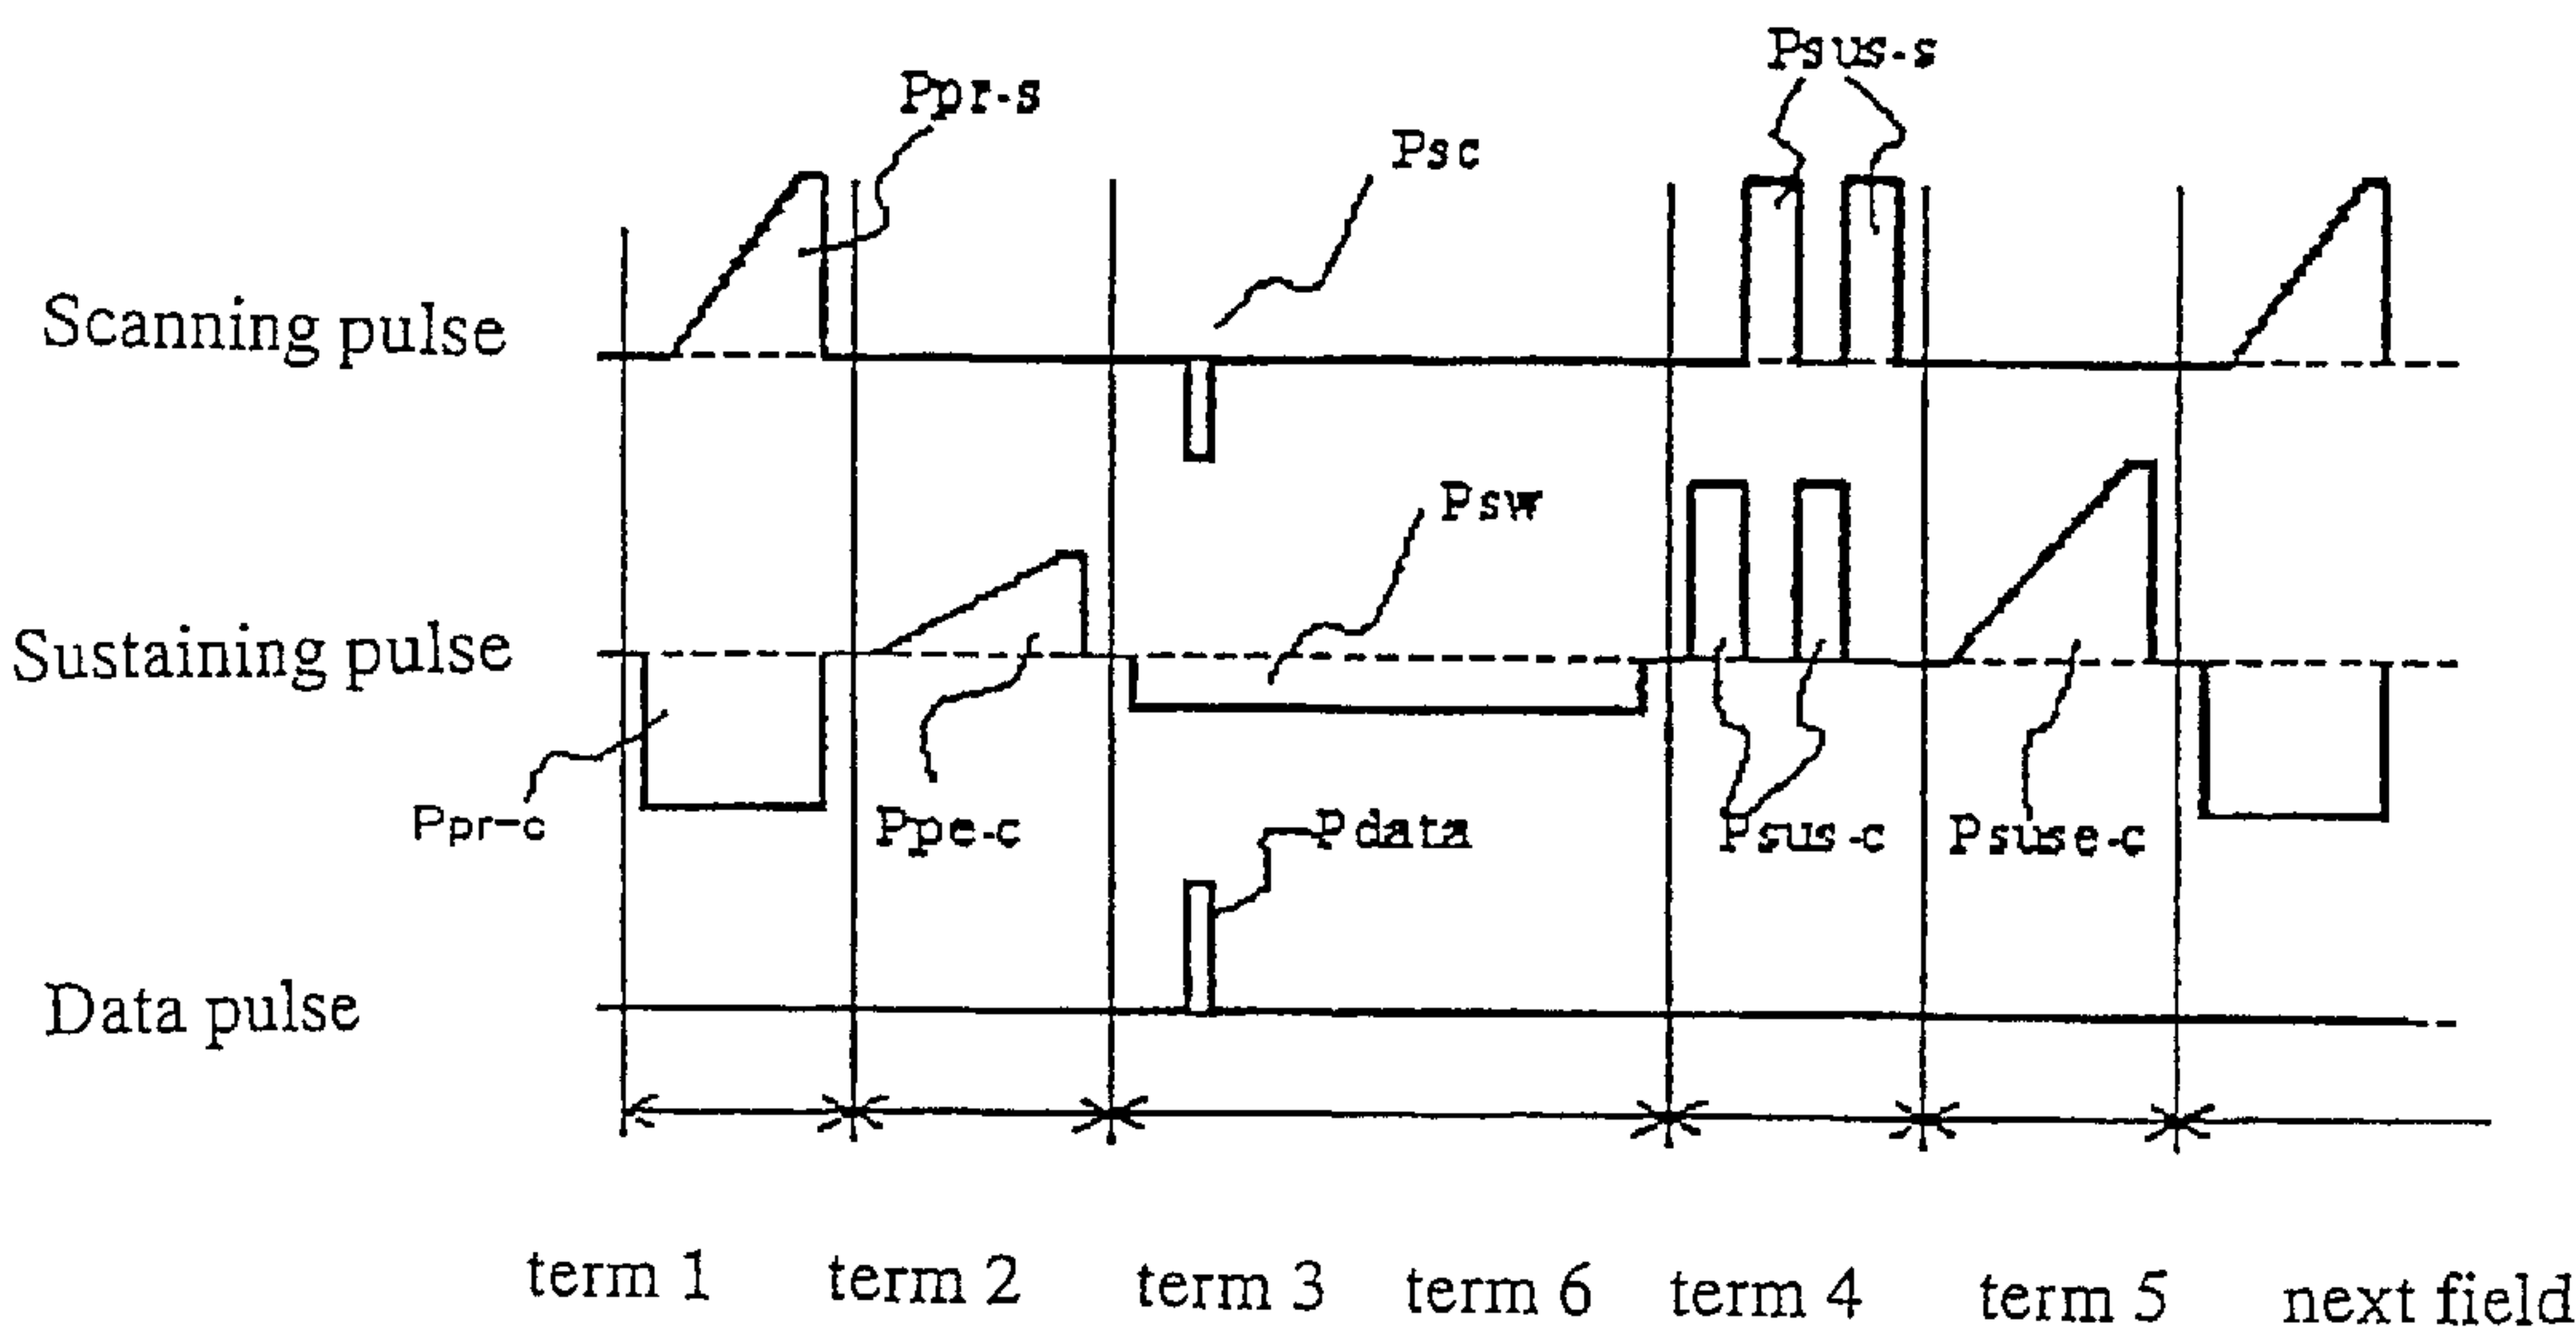 Psus-s
Ppr-s
Psc
Scanning pulse
Psw
Sustaining pulse
Ppr-c
Ppe-c
Pdata
Psus-c
Psuse-c
Data pulse
term 1 term 2 term 3 term 6 term 4 term 5 next field